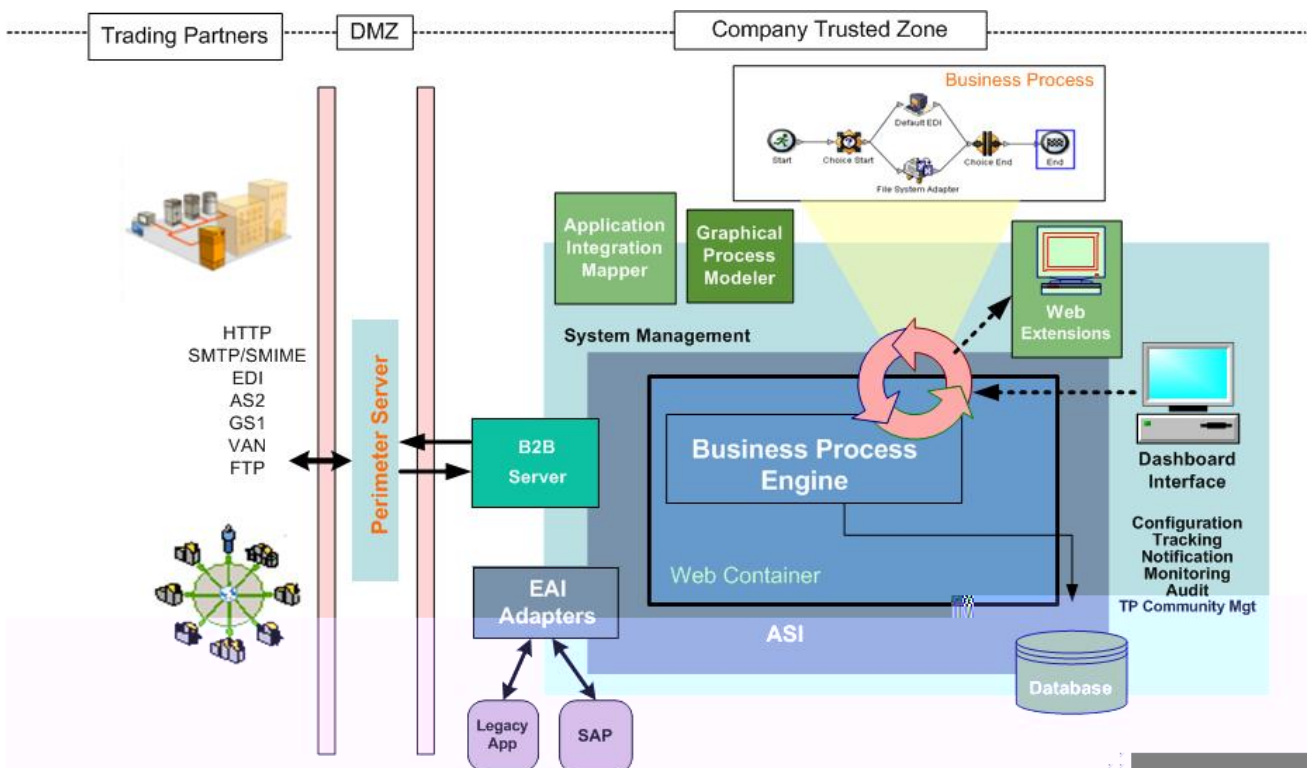 Trading Partners
DMZ
Company Trusted Zone
Business Process
Default EDI
Start
Choice Start
Choice End
End
File System Adapter
Application
Integration
Mapper
Graphical
Process
Modeler
Web
Extensions
System Management
HTTP
SMTP/SMIME
EDI
AS2
GS1
VAN
FTP
Perimeter Server
B2B
Server
Business Process
Engine
Web Container
Dashboard
Interface
Configuration
Tracking
Notification
Monitoring
Audit
TP Community Mgt
EAI
Adapters
ASI
Database
Legacy
App
SAP